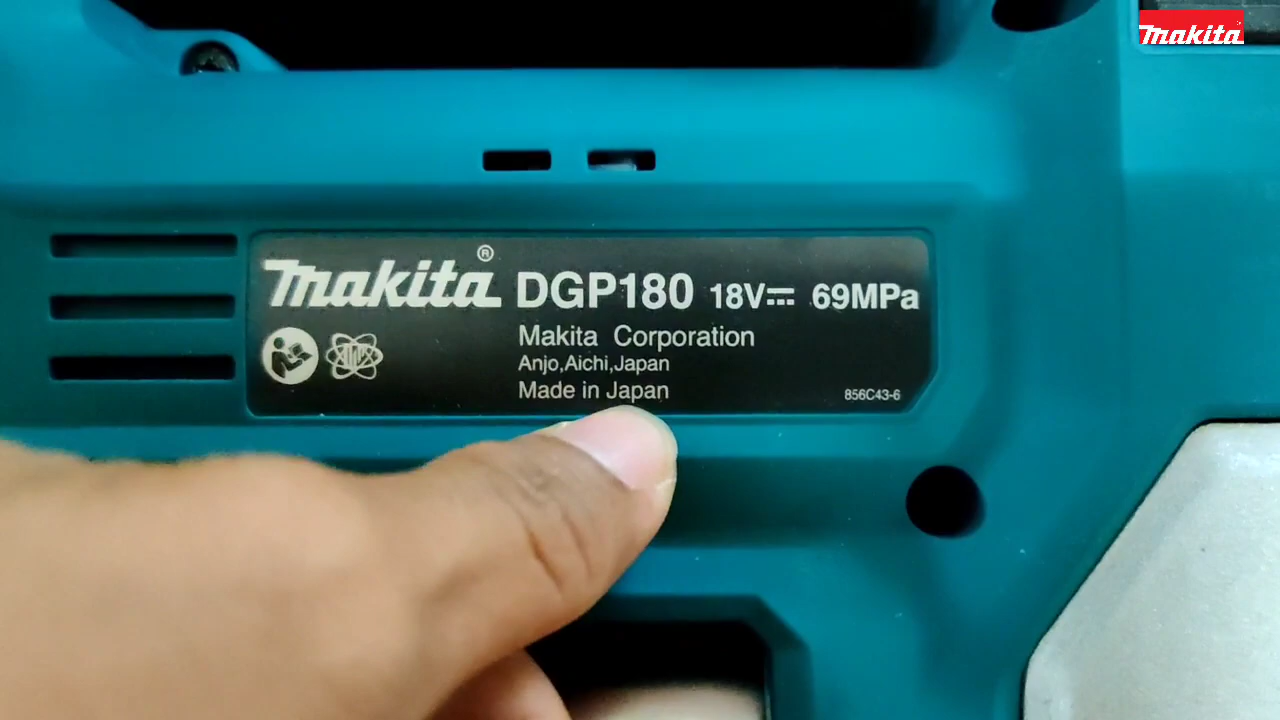 makita
makita® DGP180 18V⎓ 69MPa
Makita Corporation
Anjo,Aichi,Japan
Made in Japan
856C43-6